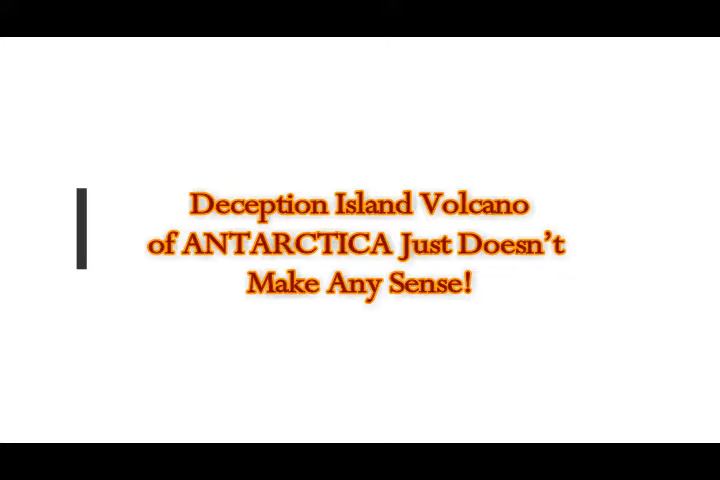 Deception Island Volcano
of ANTARCTICA Just Doesn’t
Make Any Sense!